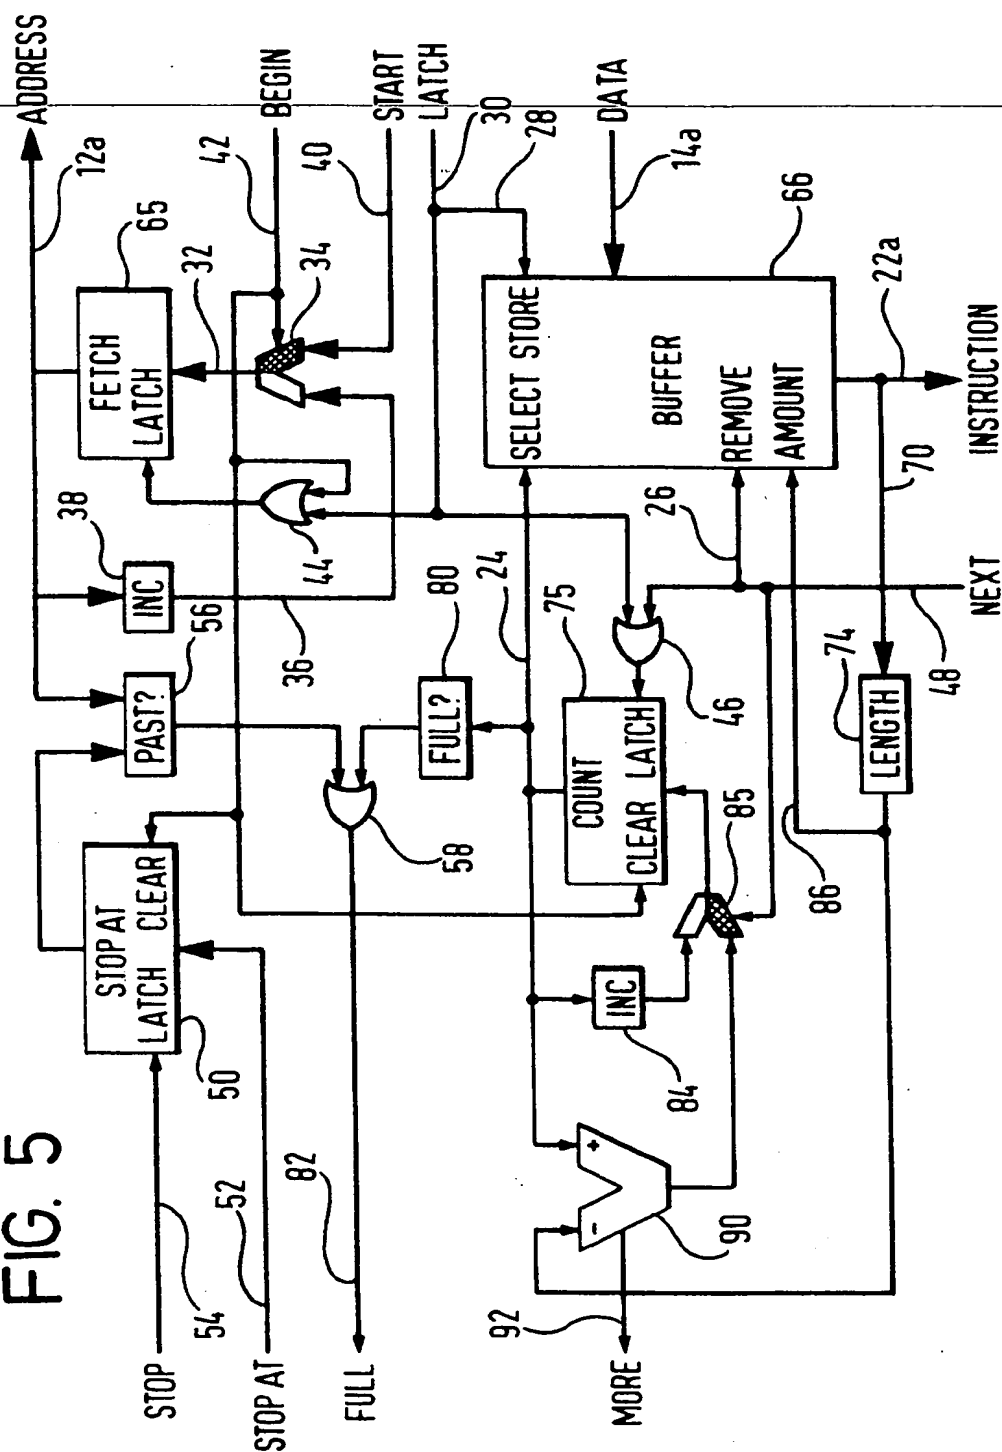 FIG. 5
STOP
54
STOP AT
52
FULL
82
STOP AT
LATCH CLEAR
50
PAST?
56
INC
38
36
44
FETCH
LATCH
65
ADDRESS
12a
32
34
42
BEGIN
40
START
LATCH
30
28
58
FULL?
80
24
COUNT
CLEAR LATCH
75
46
26
SELECT STORE
BUFFER
REMOVE
AMOUNT
66
DATA
14a
22a
INSTRUCTION
70
NEXT
48
LENGTH
74
86
85
INC
84
+
-
90
92
MORE